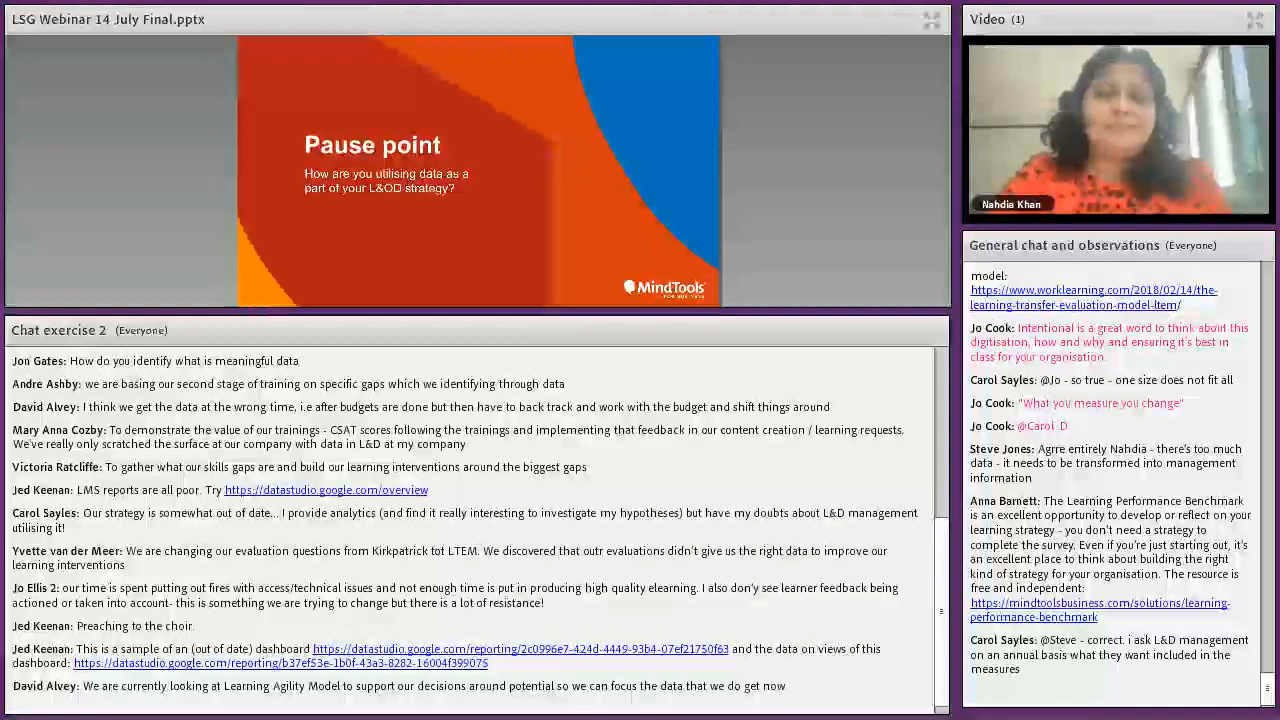 LSG Webinar 14 July Final.pptx
Pause point
How are you utilising data as a
part of your L&OD strategy?
MindTools
Video (1)
Nahdia Khan
Chat exercise 2 (Everyone)
Jon Gates: How do you identify what is meaningful data
Andre Ashby: we are basing our second stage of training on specific gaps which we identifying through data
David Alvey: I think we get the data at the wrong time, i.e after budgets are done but then have to back track and work with the budget and shift things around
Mary Anna Cozby: To demonstrate the value of our trainings - CSAT scores following the trainings and implementing that feedback in our content creation / learning requests.
We've really only scratched the surface at our company with data in L&D at my company
Victoria Ratcliffe: To gather what our skills gaps are and build our learning interventions around the biggest gaps
Jed Keenan: LMS reports are all poor. Try https://datastudio.google.com/overview
Carol Sayles: Our strategy is somewhat out of date... I provide analytics (and find it really interesting to investigate my hypotheses) but have my doubts about L&D management
utilising it!
Yvette van der Meer: We are changing our evaluation questions from Kirkpatrick tot LTEM. We discovered that outr evaluations didn't give us the right data to improve our
learning interventions
Jo Ellis 2: our time is spent putting out fires with access/technical issues and not enough time is put in producing high quality elearning. I also don'y see learner feedback being
actioned or taken into account- this is something we are trying to change but there is a lot of resistance!
Jed Keenan: Preaching to the choir.
Jed Keenan: This is a sample of an (out of date) dashboard https://datastudio.google.com/reporting/2c0996e7-424d-4449-93b4-07ef21750f63 and the data on views of this
dashboard: https://datastudio.google.com/reporting/b37ef53e-1b0f-43a3-8282-16004f399075
David Alvey: We are currently looking at Learning Agility Model to support our decisions around potential so we can focus the data that we do get now
General chat and observations (Everyone)
model:
https://www.worklearning.com/2018/02/14/the-
learning-transfer-evaluation-model-ltem/
Jo Cook: Intentional is a great word to think about this
digitisation, how and why and ensuring it's best in
class for your organisation.
Carol Sayles: @Jo - so true - one size does not fit all
Jo Cook: "What you measure you change"
Jo Cook: @Carol :D
Steve Jones: Agrre entirely Nahdia - there's too much
data - it needs to be transformed into management
information
Anna Barnett: The Learning Performance Benchmark
is an excellent opportunity to develop or reflect on your
learning strategy - you don't need a strategy to
complete the survey. Even if you're just starting out, it's
an excellent place to think about building the right
kind of strategy for your organisation. The resource is
free and independent:
https://mindtoolsbusiness.com/solutions/learning-
performance-benchmark
Carol Sayles: @Steve - correct. i ask L&D management
on an annual basis what they want included in the
measures